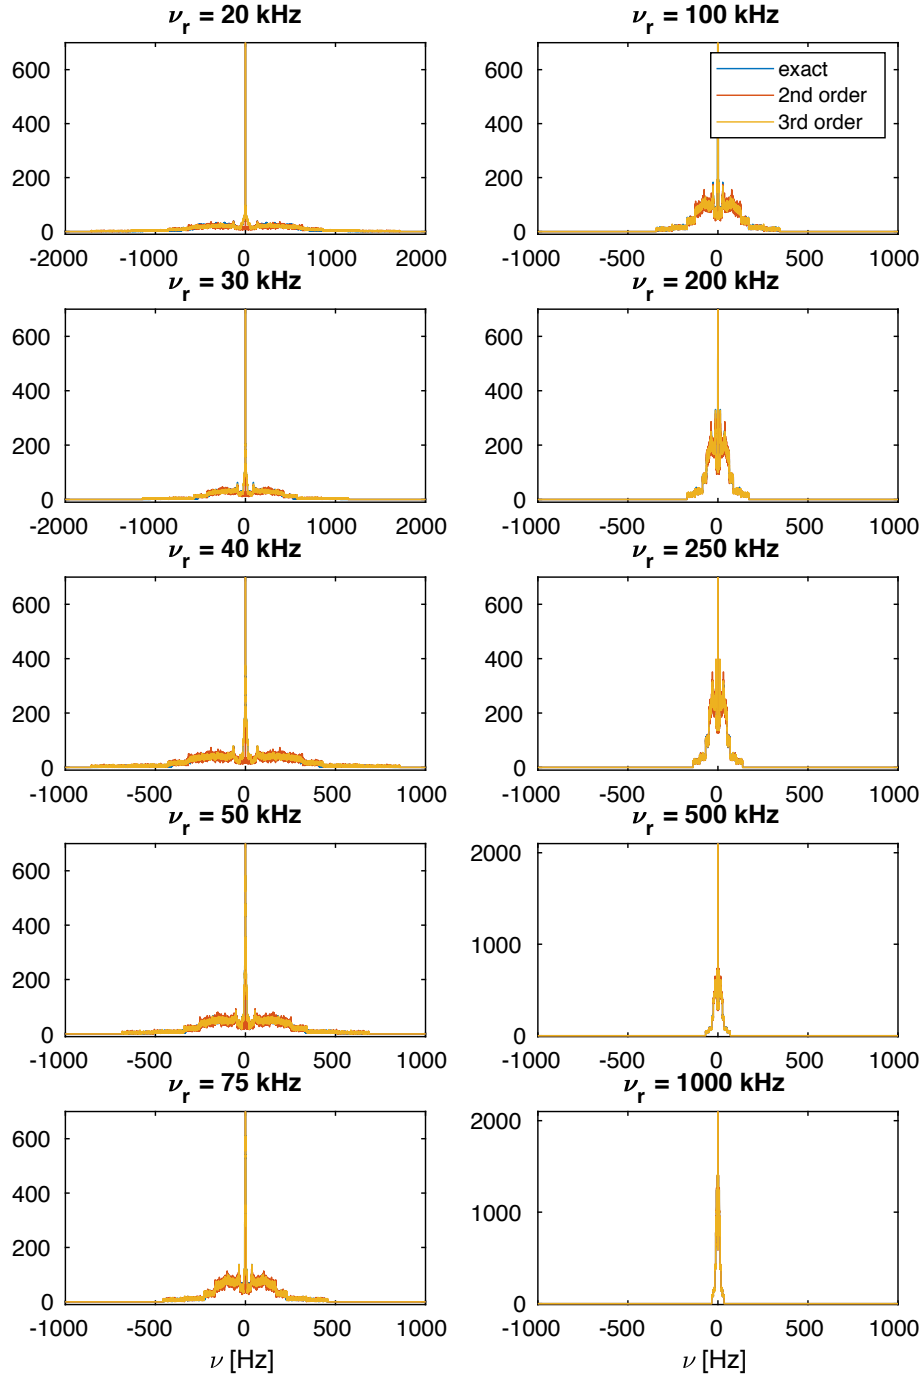 ν_r = 20 kHz
600
400
200
0
-2000 -1000 0 1000 2000
ν_r = 100 kHz
exact
2nd order
3rd order
600
400
200
0
-1000 -500 0 500 1000
ν_r = 30 kHz
600
400
200
0
-2000 -1000 0 1000 2000
ν_r = 200 kHz
600
400
200
0
-1000 -500 0 500 1000
ν_r = 40 kHz
600
400
200
0
-1000 -500 0 500 1000
ν_r = 250 kHz
600
400
200
0
-1000 -500 0 500 1000
ν_r = 50 kHz
600
400
200
0
-1000 -500 0 500 1000
ν_r = 500 kHz
2000
1000
0
-1000 -500 0 500 1000
ν_r = 75 kHz
600
400
200
0
-1000 -500 0 500 1000
ν [Hz]
ν_r = 1000 kHz
2000
1000
0
-1000 -500 0 500 1000
ν [Hz]